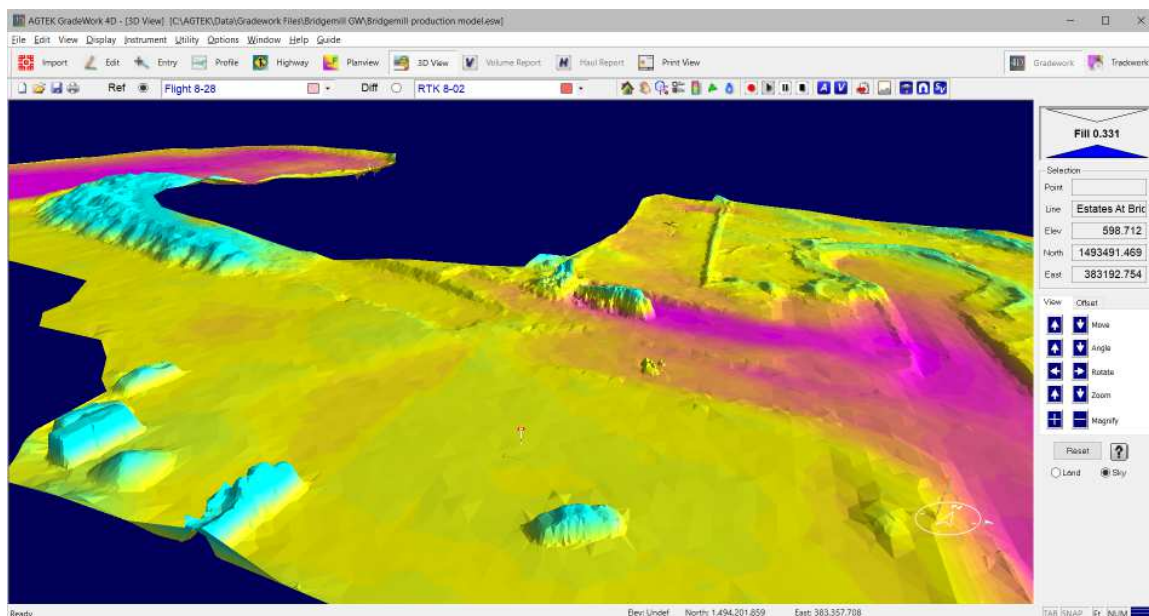 AGTEK GradeWork 4D - [3D View] [C:\AGTEK\Data\Gradework Files\Bridgemill GW\Bridgemill production model.esw]
File Edit View Display Instrument Utility Options Window Help Guide
Import Edit Entry Profile Highway Planview 3D View Volume Report Haul Report Print View 4D Gradework Trackwork
Ref Flight 8-28 Diff RTK 8-02
Fill 0.331
Selection
Point
Line Estates At Bric
Elev 598.712
North 1493491.469
East 383192.754
View Offset
Move
Angle
Rotate
Zoom
Magnify
Reset ?
Land Sky
Ready Elev: Undef North: 1,494,201.859 East: 383,357.708 TAB SNAP Ft NUM